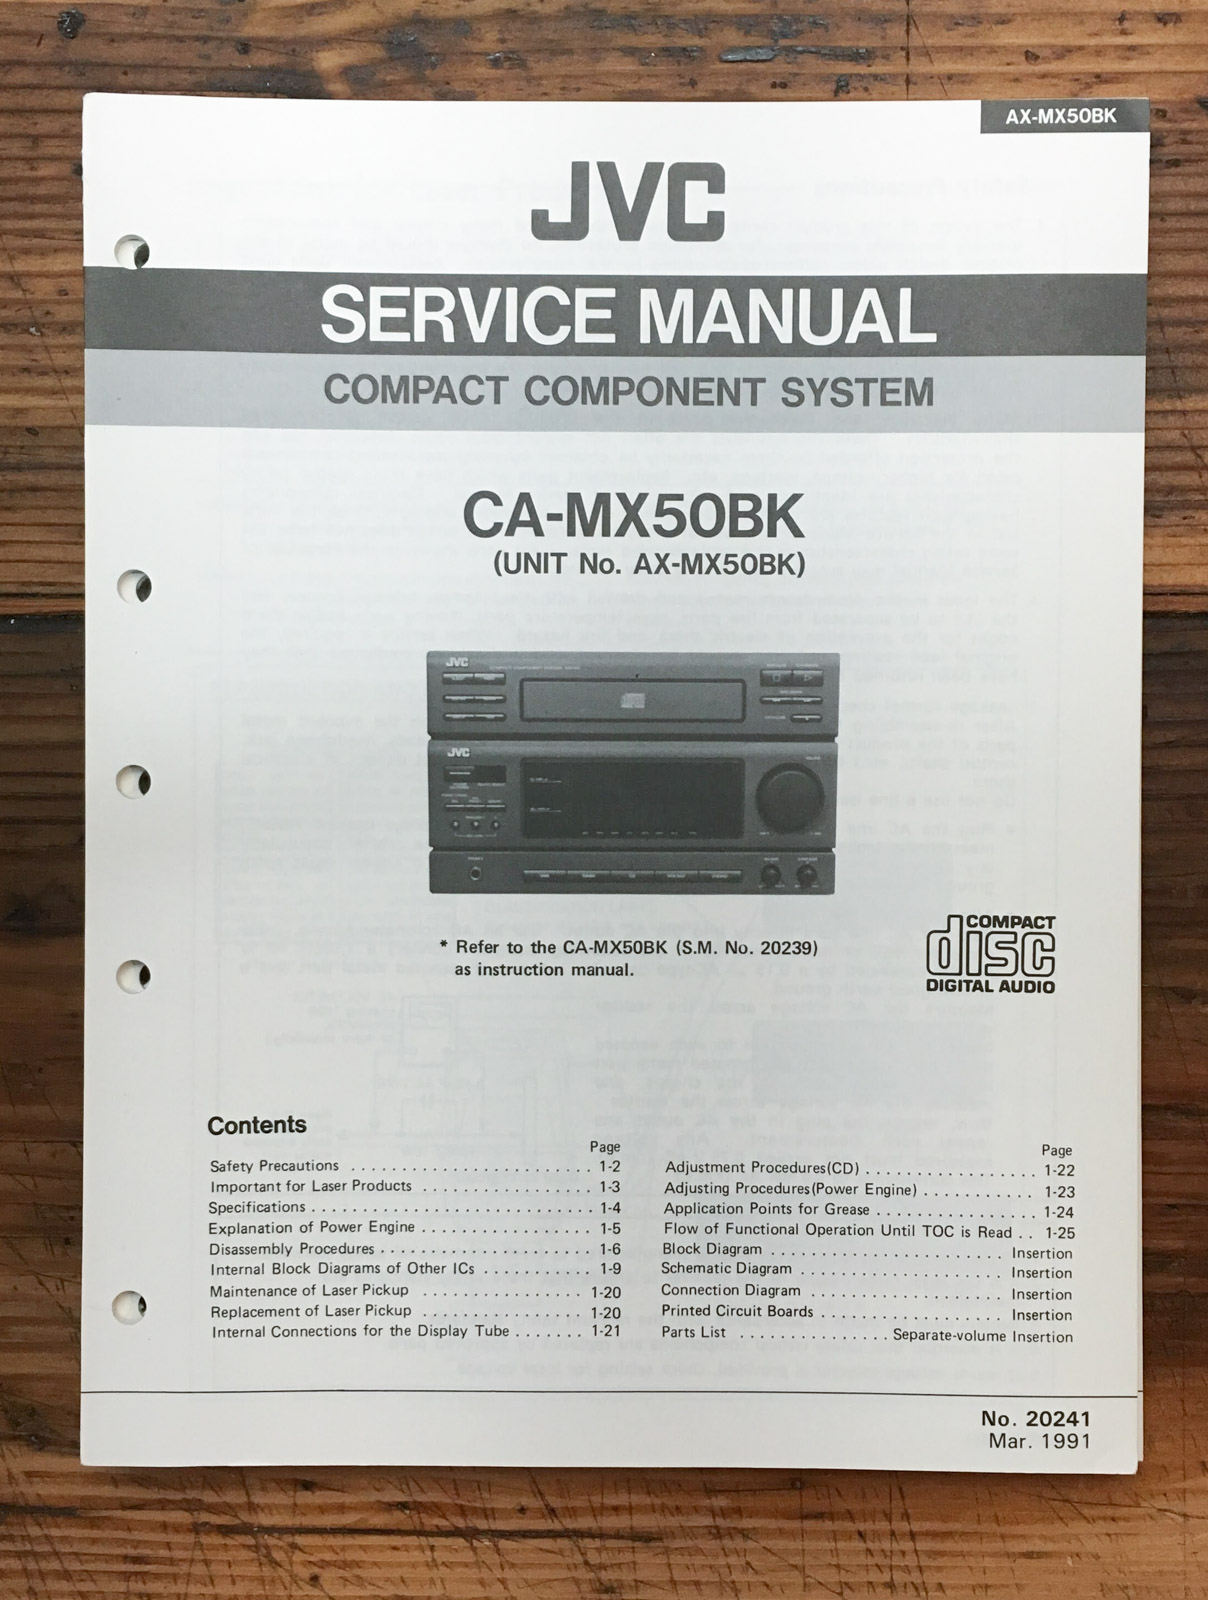 AX-MX50BK
JVC
SERVICE MANUAL
COMPACT COMPONENT SYSTEM
CA-MX50BK
(UNIT No. AX-MX50BK)
JVC
JVC
* Refer to the CA-MX50BK (S.M. No. 20239)
as instruction manual.
COMPACT
disc
DIGITAL AUDIO
Contents
Page
Safety Precautions ........................ 1-2
Important for Laser Products ................. 1-3
Specifications ............................. 1-4
Explanation of Power Engine ................. 1-5
Disassembly Procedures ..................... 1-6
Internal Block Diagrams of Other ICs ........... 1-9
Maintenance of Laser Pickup ................ 1-20
Replacement of Laser Pickup ................ 1-20
Internal Connections for the Display Tube ....... 1-21
Page
Adjustment Procedures(CD) ................. 1-22
Adjusting Procedures(Power Engine) ........... 1-23
Application Points for Grease ................ 1-24
Flow of Functional Operation Until TOC is Read .. 1-25
Block Diagram ....................... Insertion
Schematic Diagram .................... Insertion
Connection Diagram ................... Insertion
Printed Circuit Boards .................. Insertion
Parts List ............... Separate-volume Insertion
No. 20241
Mar. 1991